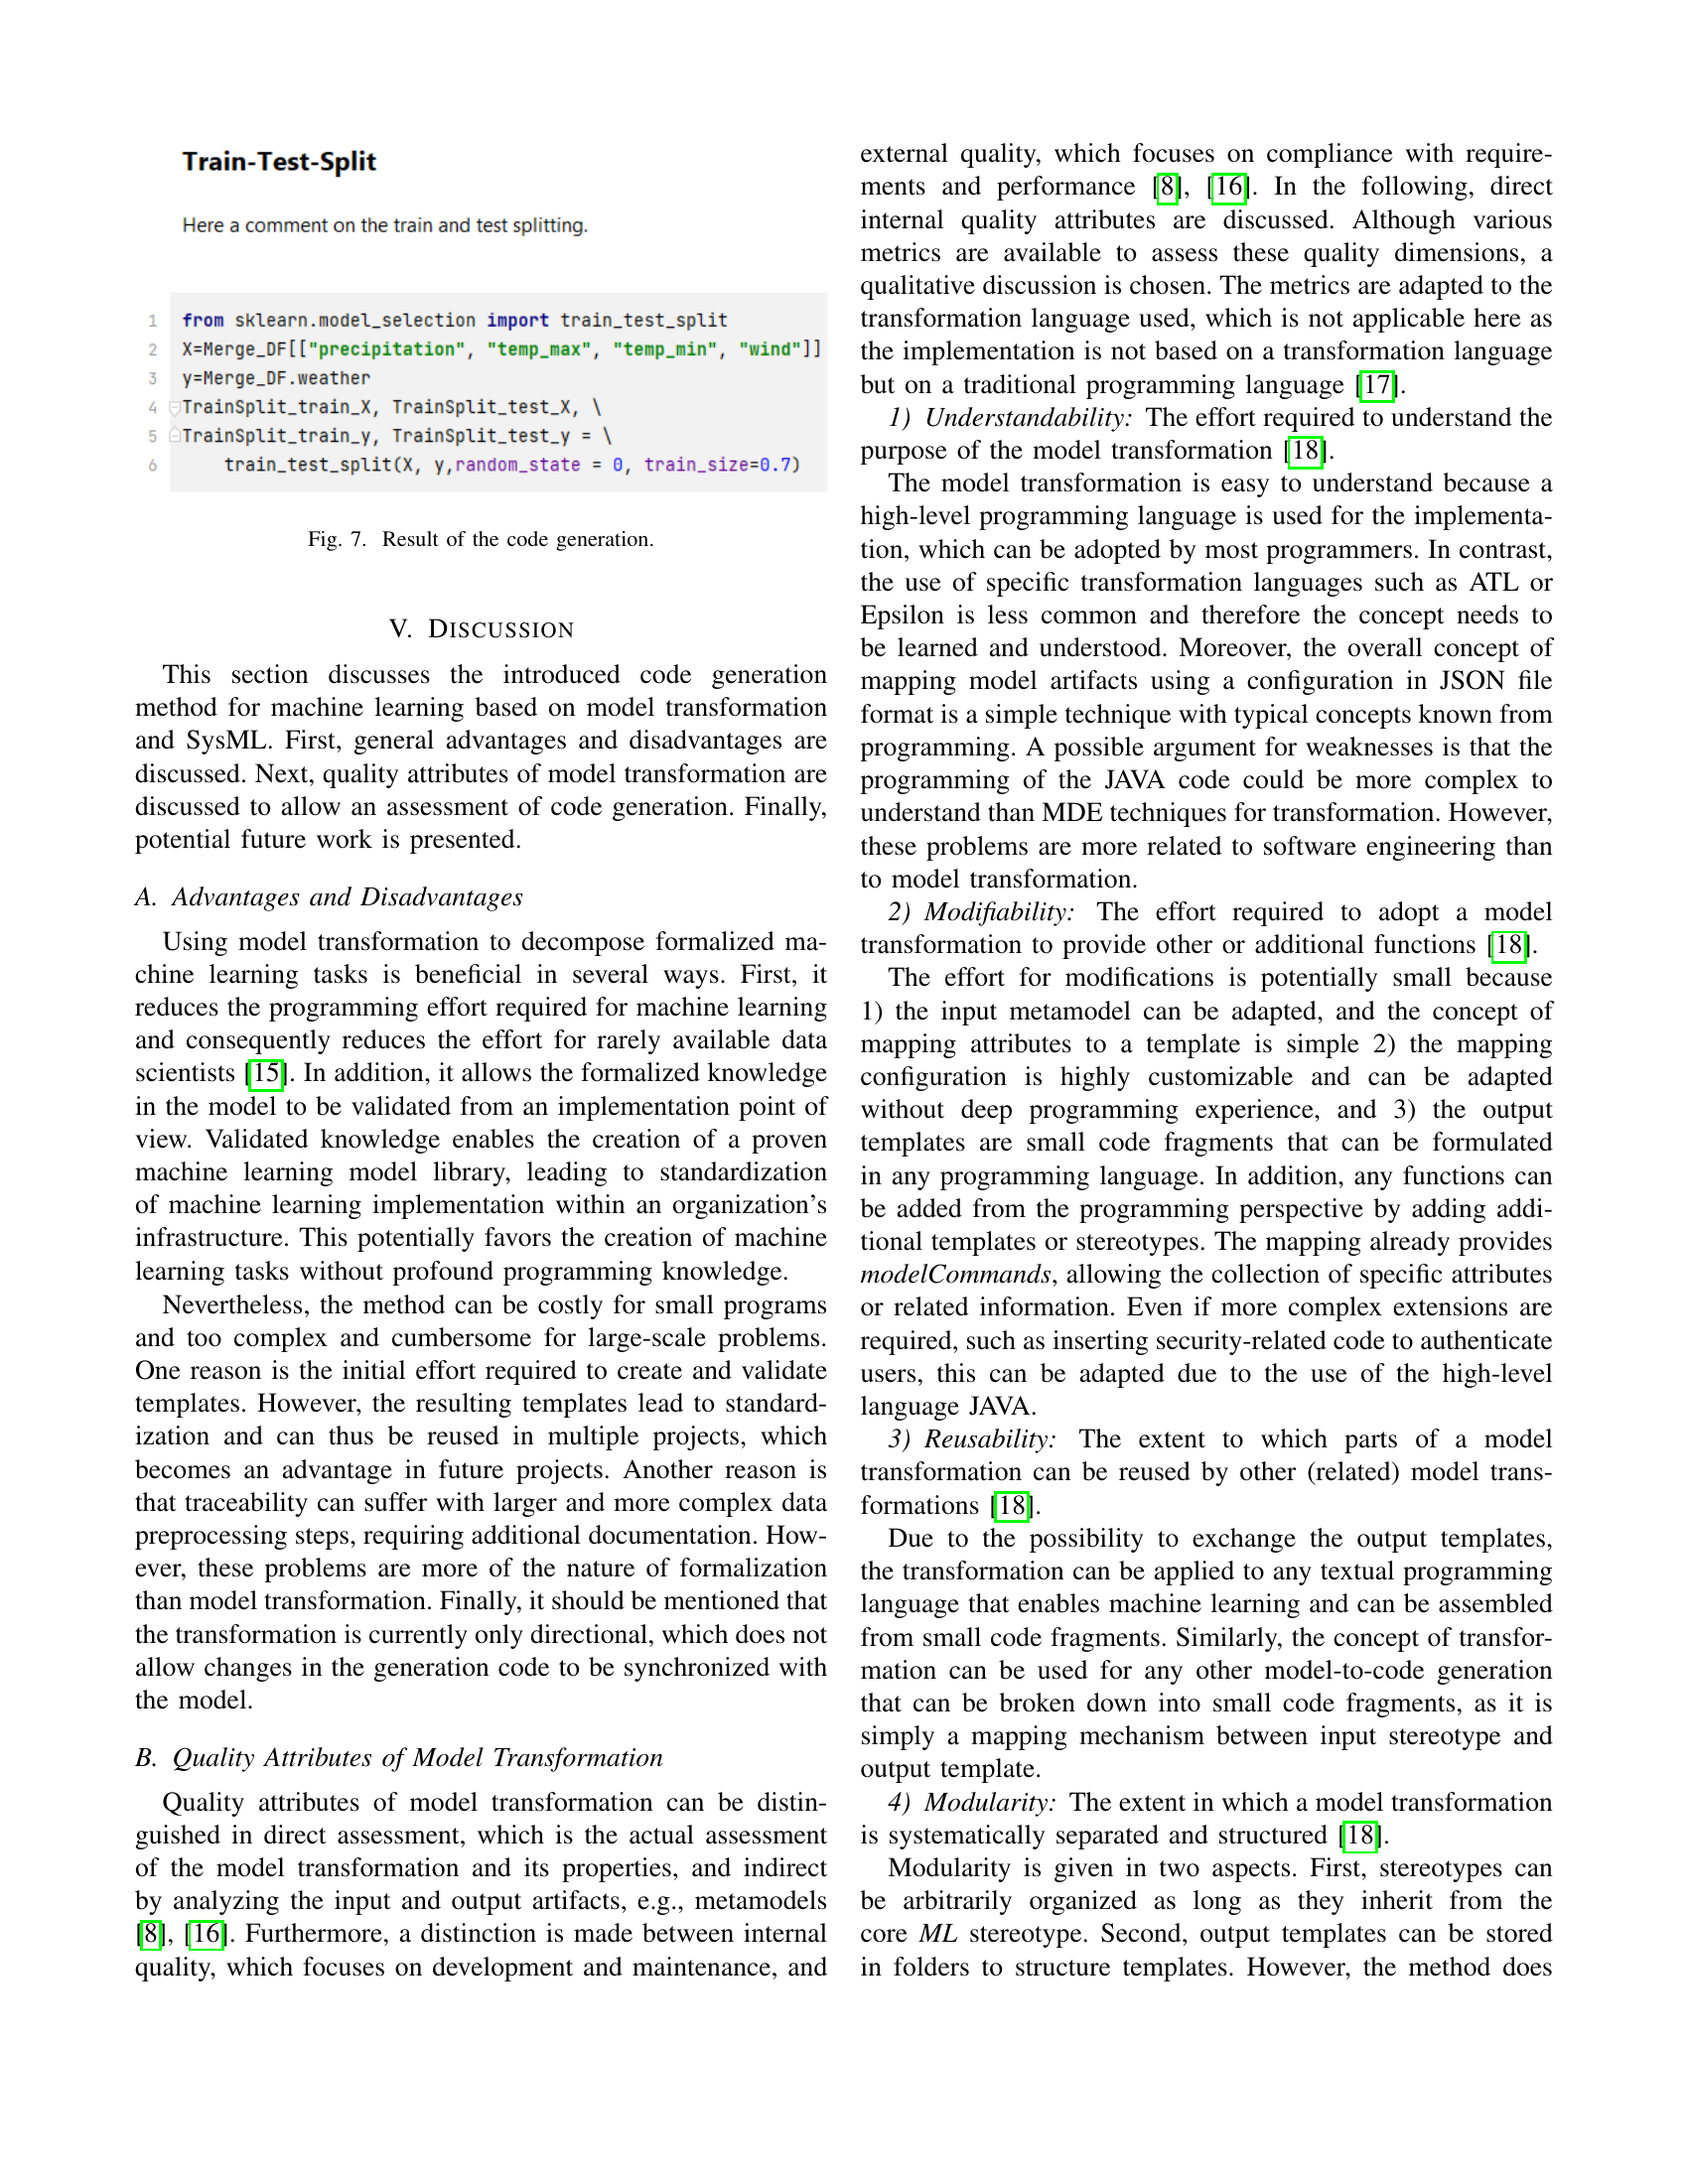 Train-Test-Split
Here a comment on the train and test splitting.
1 from sklearn.model_selection import train_test_split
2 X=Merge_DF[["precipitation", "temp_max", "temp_min", "wind"]]
3 y=Merge_DF.weather
4 TrainSplit_train_X, TrainSplit_test_X, \
5 TrainSplit_train_y, TrainSplit_test_y = \
6 train_test_split(X, y,random_state = 0, train_size=0.7)
Fig. 7. Result of the code generation.
V. DISCUSSION
This section discusses the introduced code generation
method for machine learning based on model transformation
and SysML. First, general advantages and disadvantages are
discussed. Next, quality attributes of model transformation are
discussed to allow an assessment of code generation. Finally,
potential future work is presented.
A. Advantages and Disadvantages
Using model transformation to decompose formalized ma-
chine learning tasks is beneficial in several ways. First, it
reduces the programming effort required for machine learning
and consequently reduces the effort for rarely available data
scientists [15]. In addition, it allows the formalized knowledge
in the model to be validated from an implementation point of
view. Validated knowledge enables the creation of a proven
machine learning model library, leading to standardization
of machine learning implementation within an organization's
infrastructure. This potentially favors the creation of machine
learning tasks without profound programming knowledge.
Nevertheless, the method can be costly for small programs
and too complex and cumbersome for large-scale problems.
One reason is the initial effort required to create and validate
templates. However, the resulting templates lead to standard-
ization and can thus be reused in multiple projects, which
becomes an advantage in future projects. Another reason is
that traceability can suffer with larger and more complex data
preprocessing steps, requiring additional documentation. How-
ever, these problems are more of the nature of formalization
than model transformation. Finally, it should be mentioned that
the transformation is currently only directional, which does not
allow changes in the generation code to be synchronized with
the model.
B. Quality Attributes of Model Transformation
Quality attributes of model transformation can be distin-
guished in direct assessment, which is the actual assessment
of the model transformation and its properties, and indirect
by analyzing the input and output artifacts, e.g., metamodels
[8], [16]. Furthermore, a distinction is made between internal
quality, which focuses on development and maintenance, and
external quality, which focuses on compliance with require-
ments and performance [8], [16]. In the following, direct
internal quality attributes are discussed. Although various
metrics are available to assess these quality dimensions, a
qualitative discussion is chosen. The metrics are adapted to the
transformation language used, which is not applicable here as
the implementation is not based on a transformation language
but on a traditional programming language [17].
1) Understandability: The effort required to understand the
purpose of the model transformation [18].
The model transformation is easy to understand because a
high-level programming language is used for the implementa-
tion, which can be adopted by most programmers. In contrast,
the use of specific transformation languages such as ATL or
Epsilon is less common and therefore the concept needs to
be learned and understood. Moreover, the overall concept of
mapping model artifacts using a configuration in JSON file
format is a simple technique with typical concepts known from
programming. A possible argument for weaknesses is that the
programming of the JAVA code could be more complex to
understand than MDE techniques for transformation. However,
these problems are more related to software engineering than
to model transformation.
2) Modifiability: The effort required to adopt a model
transformation to provide other or additional functions [18].
The effort for modifications is potentially small because
1) the input metamodel can be adapted, and the concept of
mapping attributes to a template is simple 2) the mapping
configuration is highly customizable and can be adapted
without deep programming experience, and 3) the output
templates are small code fragments that can be formulated
in any programming language. In addition, any functions can
be added from the programming perspective by adding addi-
tional templates or stereotypes. The mapping already provides
modelCommands, allowing the collection of specific attributes
or related information. Even if more complex extensions are
required, such as inserting security-related code to authenticate
users, this can be adapted due to the use of the high-level
language JAVA.
3) Reusability: The extent to which parts of a model
transformation can be reused by other (related) model trans-
formations [18].
Due to the possibility to exchange the output templates,
the transformation can be applied to any textual programming
language that enables machine learning and can be assembled
from small code fragments. Similarly, the concept of transfor-
mation can be used for any other model-to-code generation
that can be broken down into small code fragments, as it is
simply a mapping mechanism between input stereotype and
output template.
4) Modularity: The extent in which a model transformation
is systematically separated and structured [18].
Modularity is given in two aspects. First, stereotypes can
be arbitrarily organized as long as they inherit from the
core ML stereotype. Second, output templates can be stored
in folders to structure templates. However, the method does